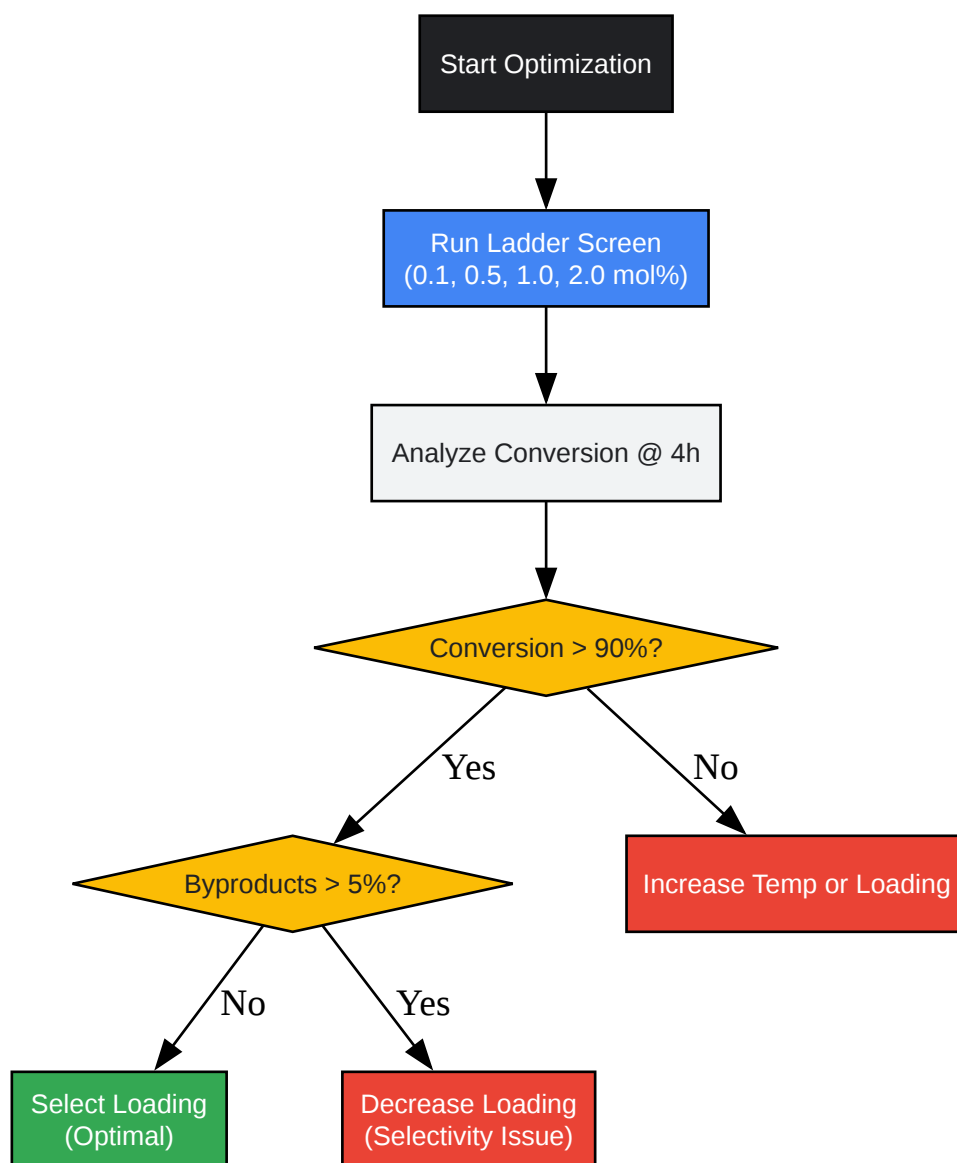 Start Optimization
Run Ladder Screen
(0.1, 0.5, 1.0, 2.0 mol%)
Analyze Conversion @ 4h
Conversion > 90%?
Yes
No
Byproducts > 5%?
Increase Temp or Loading
No
Yes
Select Loading
(Optimal)
Decrease Loading
(Selectivity Issue)